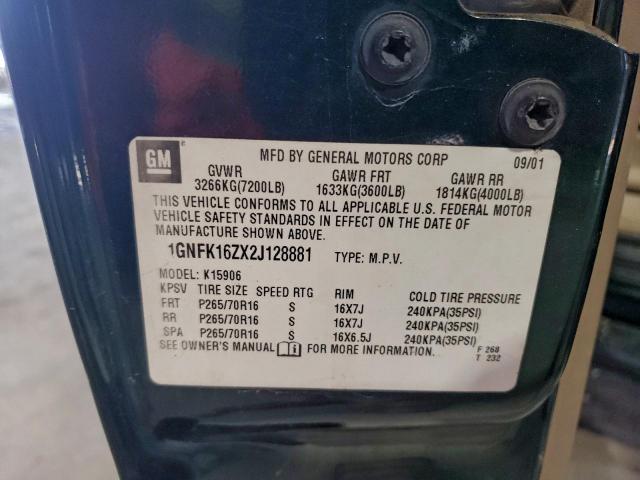 GM
MFD BY GENERAL MOTORS CORP 09/01
GVWR GAWR FRT GAWR RR
3266KG(7200LB) 1633KG(3600LB) 1814KG(4000LB)
THIS VEHICLE CONFORMS TO ALL APPLICABLE U.S. FEDERAL MOTOR
VEHICLE SAFETY STANDARDS IN EFFECT ON THE DATE OF
MANUFACTURE SHOWN ABOVE.
1GNFK16ZX2J128881 TYPE: M.P.V.
MODEL: K15906
KPSV TIRE SIZE SPEED RTG RIM COLD TIRE PRESSURE
FRT P265/70R16 S 16X7J 240KPA(35PSI)
RR P265/70R16 S 16X7J 240KPA(35PSI)
SPA P265/70R16 S 16X6.5J 240KPA(35PSI)
SEE OWNER'S MANUAL FOR MORE INFORMATION. F 268
T 232